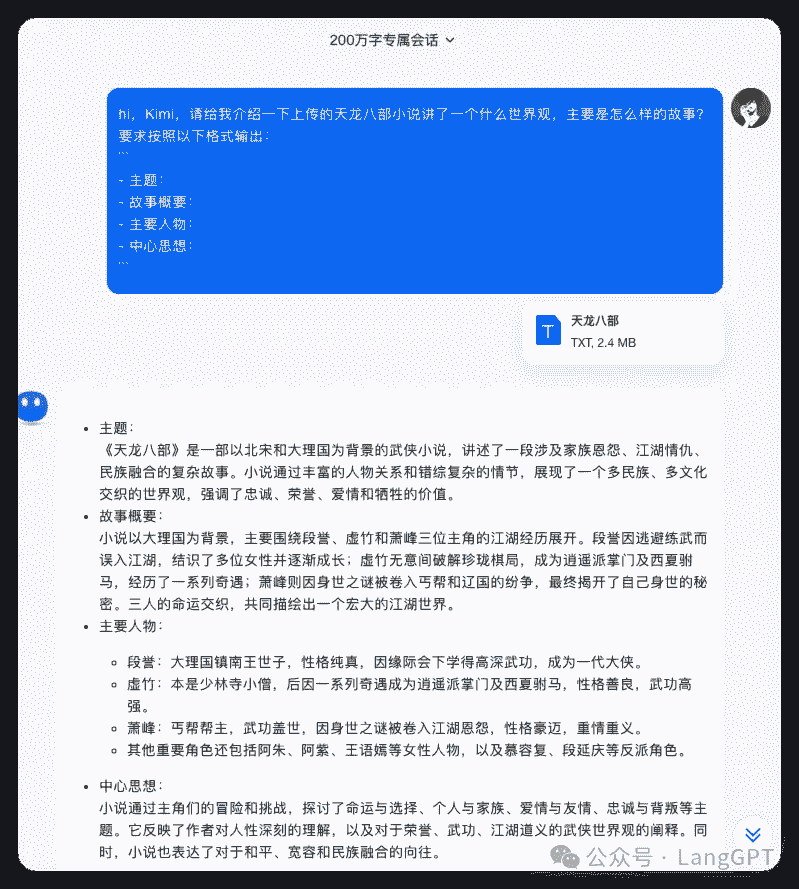 200万字专属会话
hi，Kimi，请给我介绍一下上传的天龙八部小说讲了一个什么世界观，主要是怎么样的故事？
要求按照以下格式输出：
```
- 主题：
- 故事概要：
- 主要人物：
- 中心思想：
```
天龙八部
T
TXT, 2.4 MB
• 主题：
《天龙八部》是一部以北宋和大理国为背景的武侠小说，讲述了一段涉及家族恩怨、江湖情仇、
民族融合的复杂故事。小说通过丰富的人物关系和错综复杂的情节，展现了一个多民族、多文化
交织的世界观，强调了忠诚、荣誉、爱情和牺牲的价值。
• 故事概要：
小说以大理国为背景，主要围绕段誉、虚竹和萧峰三位主角的江湖经历展开。段誉因逃避练武而
误入江湖，结识了多位女性并逐渐成长；虚竹无意间破解珍珑棋局，成为逍遥派掌门及西夏驸
马，经历了一系列奇遇；萧峰则因身世之谜被卷入丐帮和辽国的纷争，最终揭开了自己身世的秘
密。三人的命运交织，共同描绘出一个宏大的江湖世界。
• 主要人物：
◦ 段誉：大理国镇南王世子，性格纯真，因缘际会下学得高深武功，成为一代大侠。
◦ 虚竹：本是少林寺小僧，后因一系列奇遇成为逍遥派掌门及西夏驸马，性格善良，武功高
强。
◦ 萧峰：丐帮帮主，武功盖世，因身世之谜被卷入江湖恩怨，性格豪迈，重情重义。
◦ 其他重要角色还包括阿朱、阿紫、王语嫣等女性人物，以及慕容复、段延庆等反派角色。
• 中心思想：
小说通过主角们的冒险和挑战，探讨了命运与选择、个人与家族、爱情与友情、忠诚与背叛等主
题。它反映了作者对人性深刻的理解，以及对于荣誉、武功、江湖道义的武侠世界观的阐释。同
时，小说也表达了对于和平、宽容和民族融合的向往。
公众号 · LangGPT